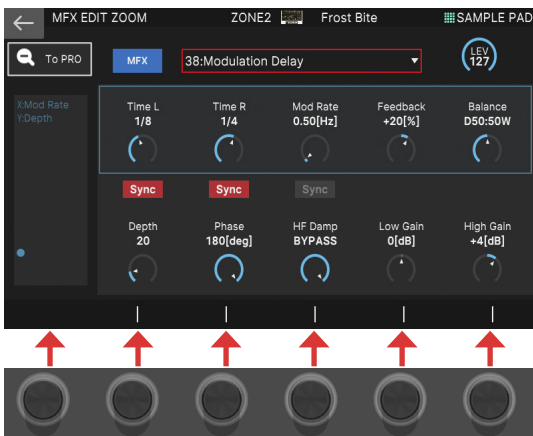 MFX EDIT ZOOM ZONE2 Frost Bite SAMPLE PAD
To PRO MFX 38:Modulation Delay LEV
127
X:Mod Rate
Y:Depth
Time L Time R Mod Rate Feedback Balance
1/8 1/4 0.50[Hz] +20[%] D50:50W
Sync Sync Sync
Depth Phase HF Damp Low Gain High Gain
20 180[deg] BYPASS 0[dB] +4[dB]